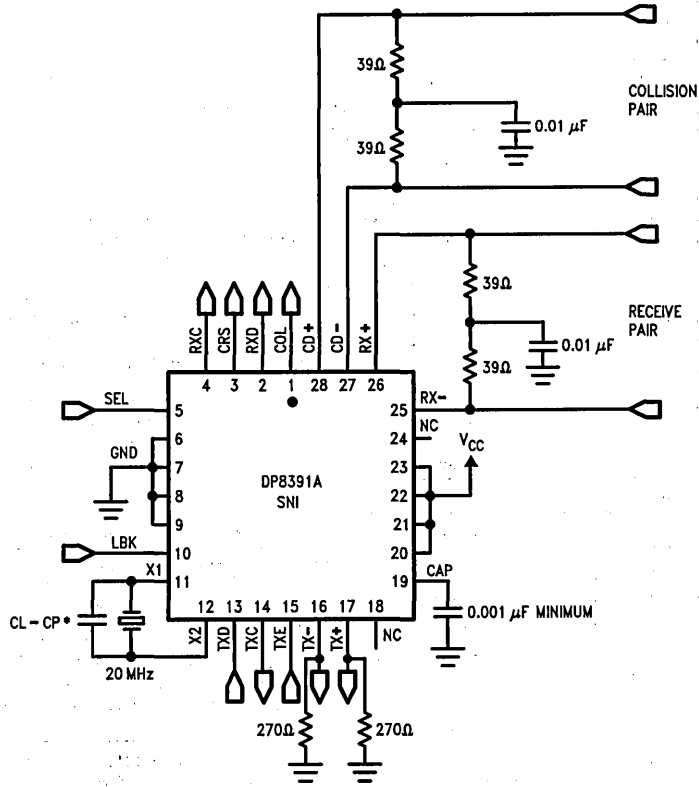 39Ω
COLLISION
PAIR
0.01 μF
39Ω
39Ω
RECEIVE
PAIR
0.01 μF
39Ω
RXC
CRS
RXD
COL
CD+
CD-
RX+
4
3
2
1
28
27
26
SEL
5
25
RX-
6
24
NC
GND
7
23
VCC
8
DP8391A
SNI
22
9
21
LBK
10
20
X1
11
19
CAP
CL-CP*
0.001 μF MINIMUM
12
13
14
15
16
17
18
X2
TXD
TXC
TXE
TX-
TX+
NC
20 MHz
270Ω
270Ω